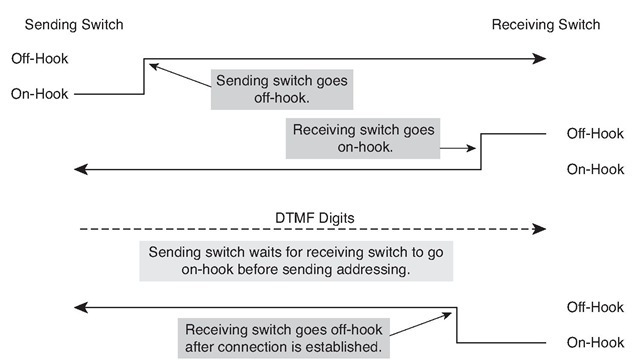 Sending Switch
Receiving Switch
Off-Hook
On-Hook
Sending switch goes
off-hook.
Receiving switch goes
on-hook.
Off-Hook
On-Hook
DTMF Digits
Sending switch waits for receiving switch to go
on-hook before sending addressing.
Off-Hook
On-Hook
Receiving switch goes off-hook
after connection is established.